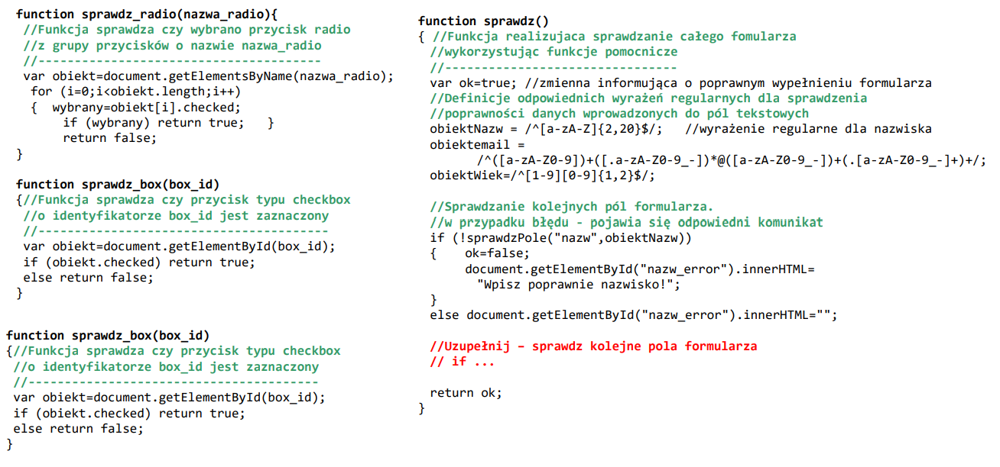 function sprawdz_radio(nazwa_radio){
//Funkcja sprawdza czy wybrano przycisk radio
//z grupy przycisków o nazwie nazwa_radio
//---------------------------------------
var obiekt=document.getElementsByName(nazwa_radio);
for (i=0;i<obiekt.length;i++)
{  wybrany=obiekt[i].checked;
if (wybrany) return true;   }
return false;
}
function sprawdz_box(box_id)
{//Funkcja sprawdza czy przycisk typu checkbox
//o identyfikatorze box_id jest zaznaczony
//----------------------------------------
var obiekt=document.getElementById(box_id);
if (obiekt.checked) return true;
else return false;
}
function sprawdz_box(box_id)
{//Funkcja sprawdza czy przycisk typu checkbox
//o identyfikatorze box_id jest zaznaczony
//----------------------------------------
var obiekt=document.getElementById(box_id);
if (obiekt.checked) return true;
else return false;
}
function sprawdz()
{ //Funkcja realizujaca sprawdzanie całego fomularza
//wykorzystując funkcje pomocnicze
//--------------------------------
var ok=true; //zmienna informująca o poprawnym wypełnieniu formularza
//Definicje odpowiednich wyrażeń regularnych dla sprawdzenia
//poprawności danych wprowadzonych do pól tekstowych
obiektNazw = /^[a-zA-Z]{2,20}$/;   //wyrażenie regularne dla nazwiska
obiektemail =
/^([a-zA-Z0-9])+([.a-zA-Z0-9_-])*@([a-zA-Z0-9_-])+(.[a-zA-Z0-9_-]+)+/;
obiektWiek=/^[1-9][0-9]{1,2}$/;
//Sprawdzanie kolejnych pól formularza.
//w przypadku błędu - pojawia się odpowiedni komunikat
if (!sprawdzPole("nazw",obiektNazw))
{    ok=false;
document.getElementById("nazw_error").innerHTML=
"Wpisz poprawnie nazwisko!";
}
else document.getElementById("nazw_error").innerHTML="";
//Uzupełnij – sprawdz kolejne pola formularza
// if ...
return ok;
}